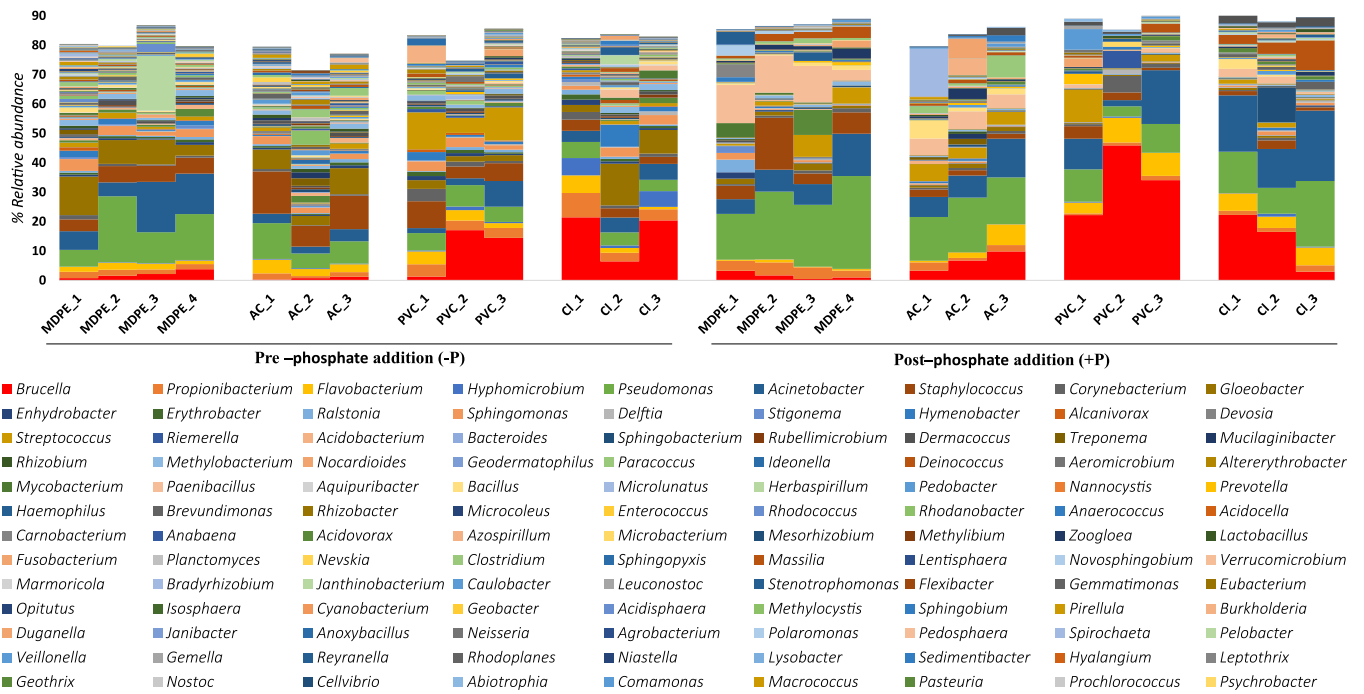 % Relative abundance
90
80
70
60
50
40
30
20
10
0
MDPE_1 MDPE_2 MDPE_3 MDPE_4 AC_1 AC_2 AC_3 PVC_1 PVC_2 PVC_3 CI_1 CI_2 CI_3 MDPE_1 MDPE_2 MDPE_3 MDPE_4 AC_1 AC_2 AC_3 PVC_1 PVC_2 PVC_3 CI_1 CI_2 CI_3
Pre –phosphate addition (-P) Post–phosphate addition (+P)
Brucella Propionibacterium Flavobacterium Hyphomicrobium Pseudomonas Acinetobacter Staphylococcus Corynebacterium Gloeobacter
Enhydrobacter Erythrobacter Ralstonia Sphingomonas Delftia Stigonema Hymenobacter Alcanivorax Devosia
Streptococcus Riemerella Acidobacterium Bacteroides Sphingobacterium Rubellimicrobium Dermacoccus Treponema Mucilaginibacter
Rhizobium Methylobacterium Nocardioides Geodermatophilus Paracoccus Ideonella Deinococcus Aeromicrobium Altererythrobacter
Mycobacterium Paenibacillus Aquipuribacter Bacillus Microlunatus Herbaspirillum Pedobacter Nannocystis Prevotella
Haemophilus Brevundimonas Rhizobacter Microcoleus Enterococcus Rhodococcus Rhodanobacter Anaerococcus Acidocella
Carnobacterium Anabaena Acidovorax Azospirillum Microbacterium Mesorhizobium Methylibium Zoogloea Lactobacillus
Fusobacterium Planctomyces Nevskia Clostridium Sphingopyxis Massilia Lentisphaera Novosphingobium Verrucomicrobium
Marmoricola Bradyrhizobium Janthinobacterium Caulobacter Leuconostoc Stenotrophomonas Flexibacter Gemmatimonas Eubacterium
Opitutus Isosphaera Cyanobacterium Geobacter Acidisphaera Methylocystis Sphingobium Pirellula Burkholderia
Duganella Janibacter Anoxybacillus Neisseria Agrobacterium Polaromonas Pedosphaera Spirochaeta Pelobacter
Veillonella Gemella Reyranella Rhodoplanes Niastella Lysobacter Sedimentibacter Hyalangium Leptothrix
Geothrix Nostoc Cellvibrio Abiotrophia Comamonas Macrococcus Pasteuria Prochlorococcus Psychrobacter